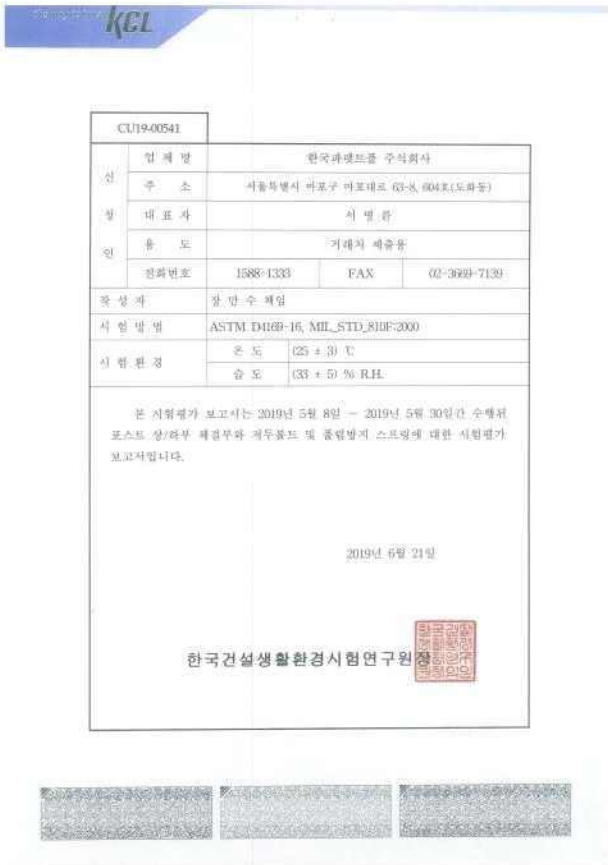 KCL
CU19-00541
신 청 인
업 체 명 한국파렛트풀 주식회사
주 소 서울특별시 마포구 마포대로 63-8, 604호(도화동)
대 표 자 서 병 륜
용 도 거래처 제출용
전화번호 1588-1333 FAX 02-3669-7139
작 성 자 장 만 수 책임
시 험 방 법 ASTM D4169-16, MIL_STD_810F:2000
시 험 환 경 온 도 (25 ± 3) ℃
습 도 (33 ± 5) % R.H.
본 시험평가 보고서는 2019년 5월 8일 ~ 2019년 5월 30일간 수행된
포스트 상/하부 체결부와 저두볼트 및 풀림방지 스프링에 대한 시험평가
보고서입니다.
2019년 6월 21일
한국건설생활환경시험연구원장